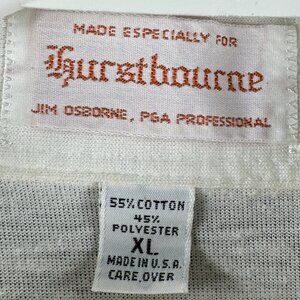 MADE ESPECIALLY FOR
hurstbourne
JIM OSBORNE, PGA PROFESSIONAL
55% COTTON
45%
POLYESTER
XL
MADE IN U.S.A.
CARE, OVER